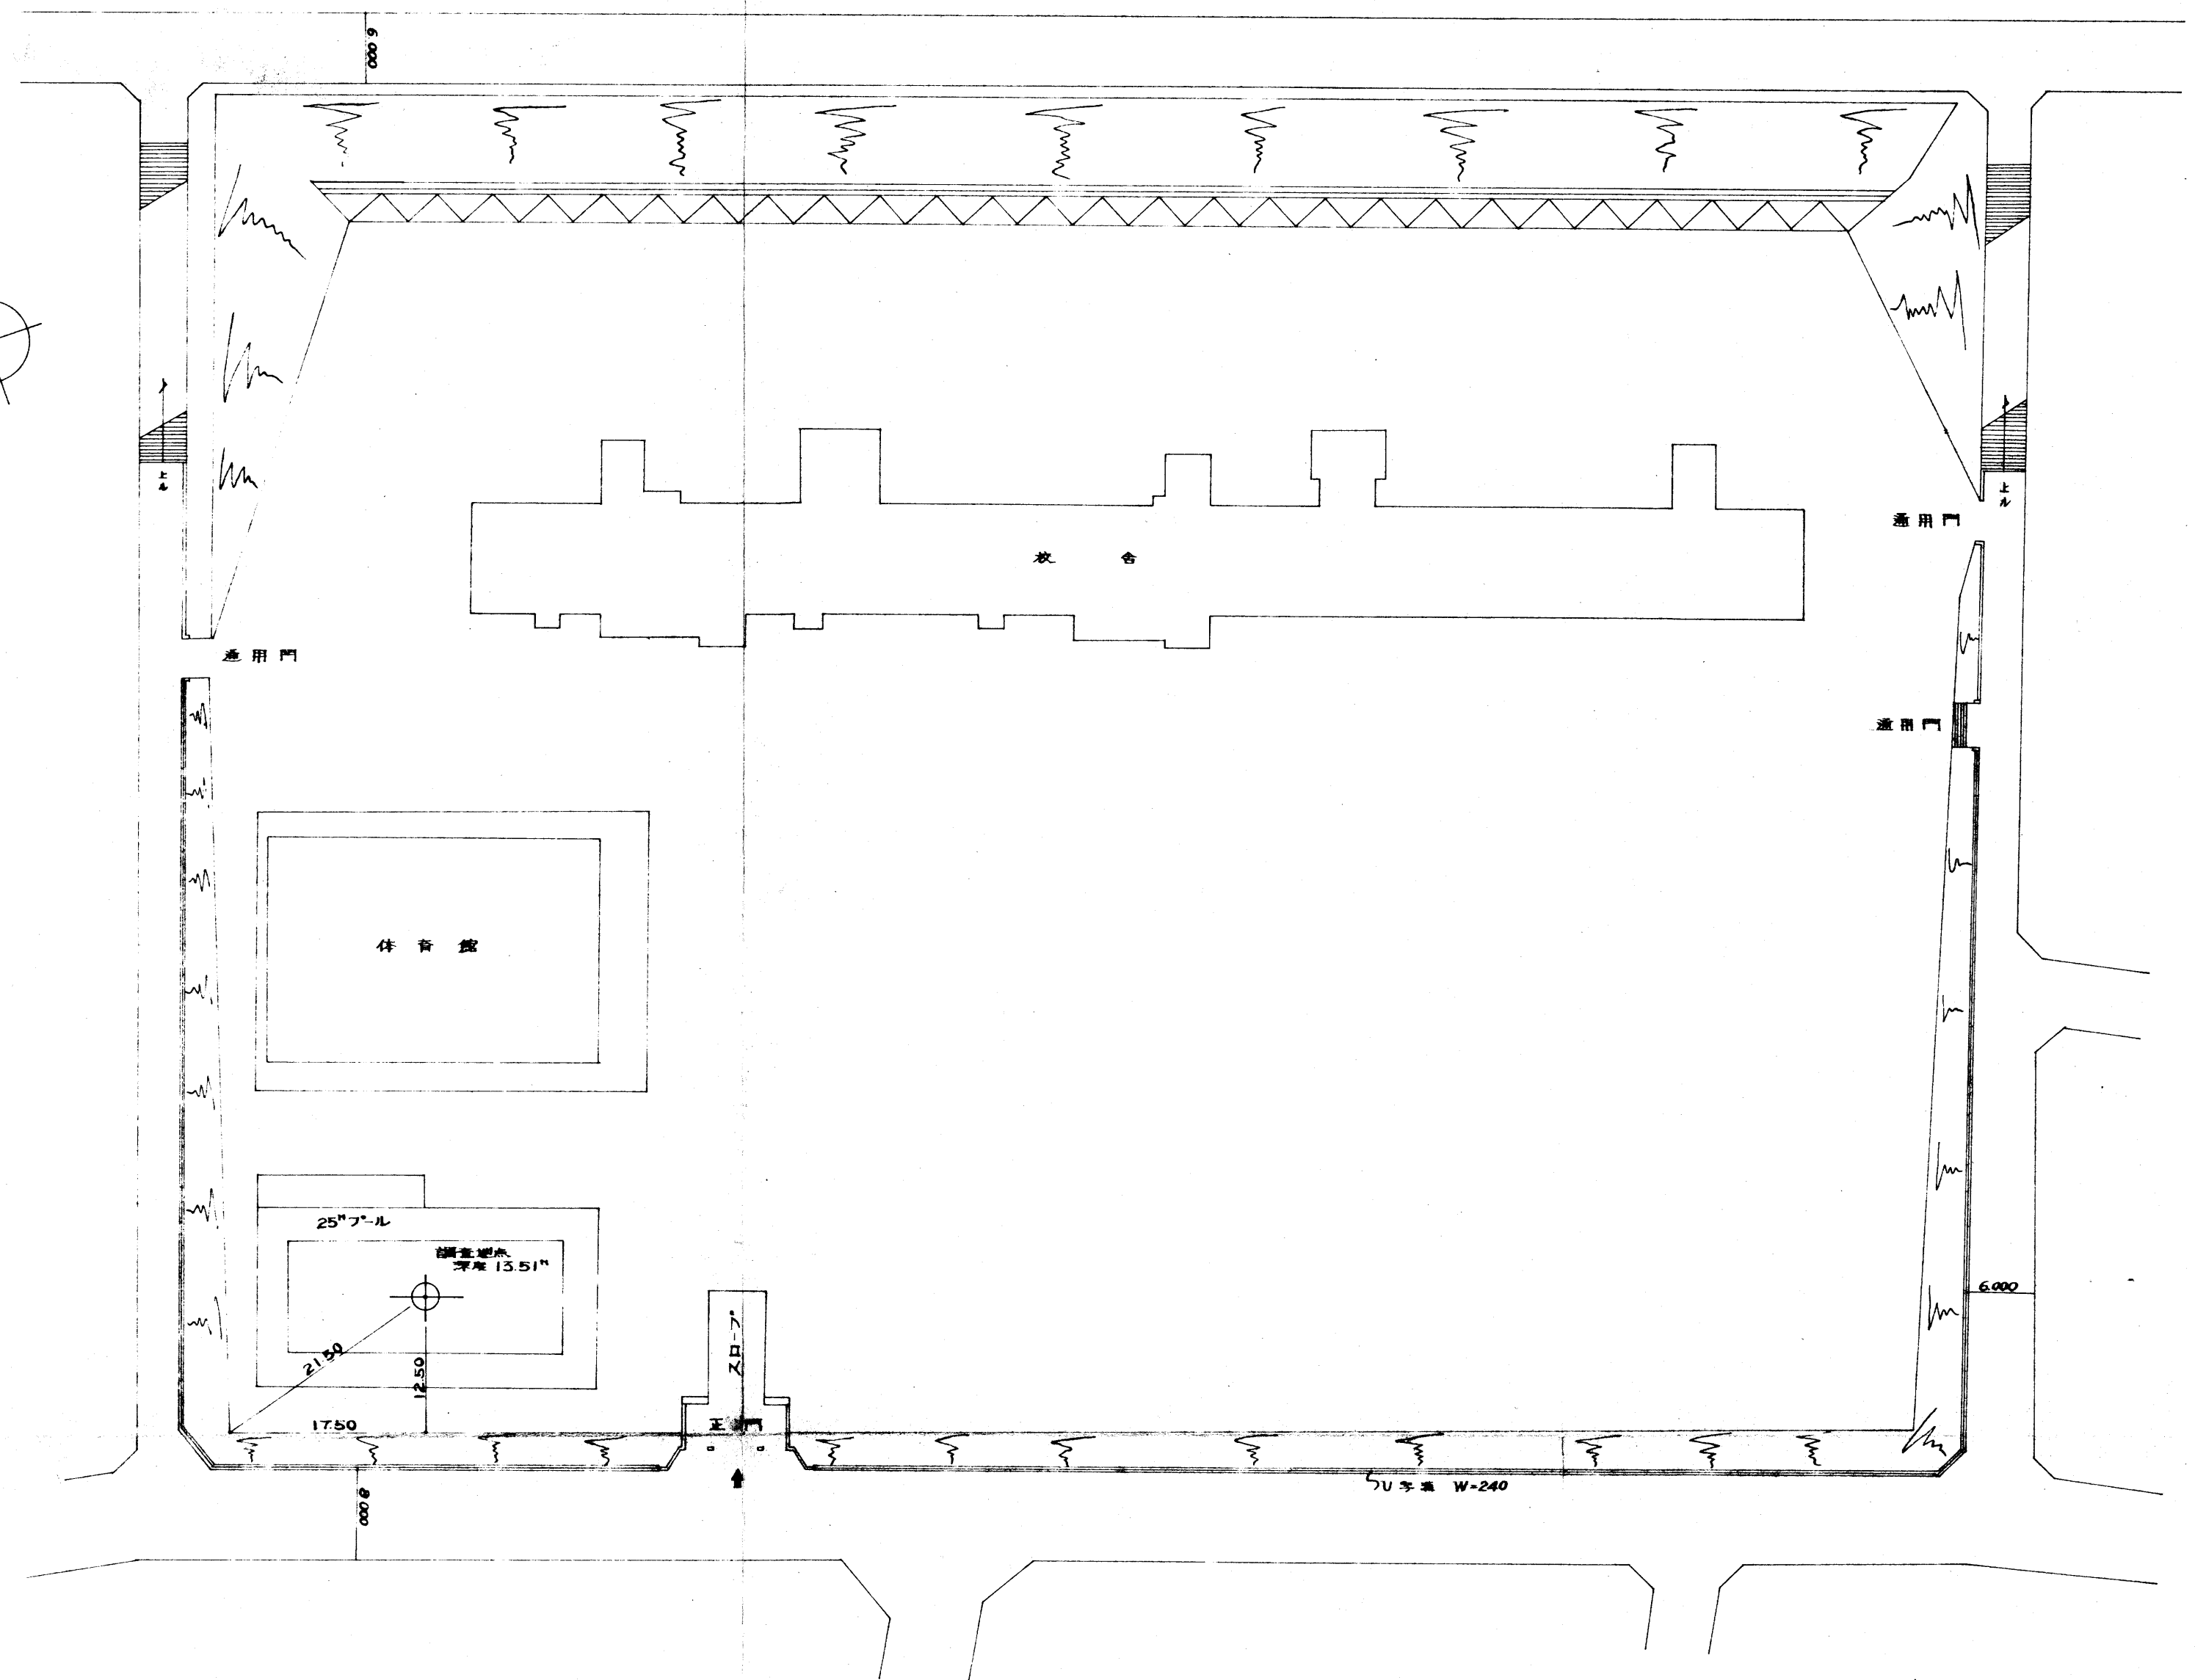 6.000
上ル
上ル
通用門
校 舎
通用門
通用門
体 育 館
25ᴹプール
調査地点
深度 13.51ᴹ
6.000
21.50
12.50
スロープ
17.50
正 門
U字溝 W=240
8.000